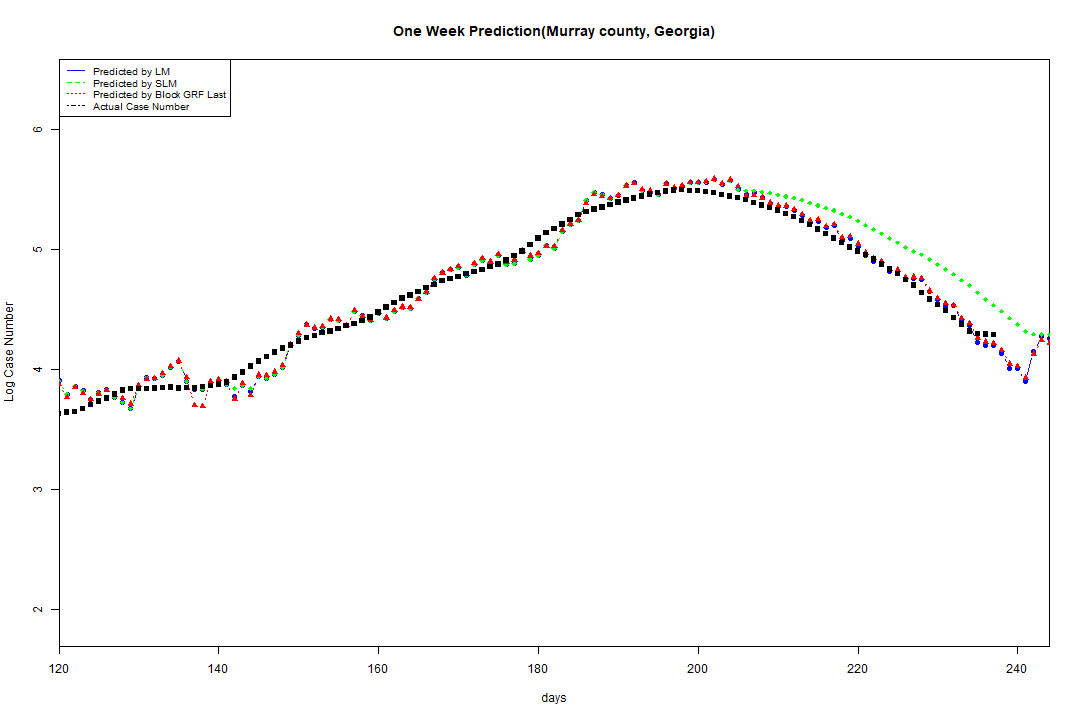 One Week Prediction(Murray county, Georgia)
Predicted by LM
Predicted by SLM
Predicted by Block GRF Last
Actual Case Number
Log Case Number
6
5
4
3
2
120 140 160 180 200 220 240
days